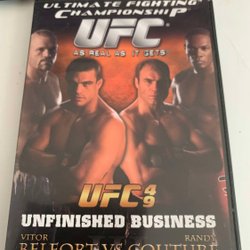 ULTIMATE FIGHTING
CHAMPIONSHIP
UFC
AS REAL AS IT GETS
UFC 49
UNFINISHED BUSINESS
VITOR RANDY
BELFORT VS COUTURE